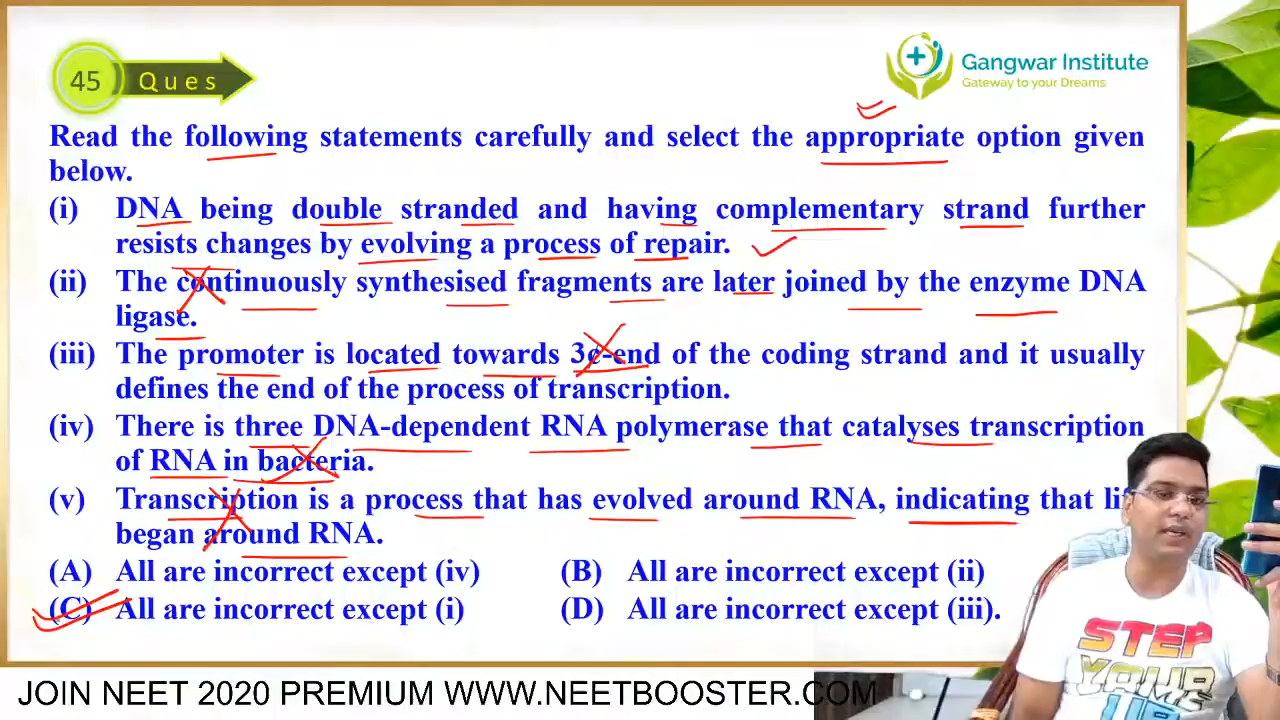 45 Ques
Gangwar Institute
Gateway to your Dreams
Read the following statements carefully and select the appropriate option given
below.
(i) DNA being double stranded and having complementary strand further
resists changes by evolving a process of repair.
(ii) The continuously synthesised fragments are later joined by the enzyme DNA
ligase.
(iii) The promoter is located towards 3¢-end of the coding strand and it usually
defines the end of the process of transcription.
(iv) There is three DNA-dependent RNA polymerase that catalyses transcription
of RNA in bacteria.
(v) Transcription is a process that has evolved around RNA, indicating that
began around RNA.
(A) All are incorrect except (iv) (B) All are incorrect except (ii)
(C) All are incorrect except (i) (D) All are incorrect except (iii).
STEP
YOUR
UP
JOIN NEET 2020 PREMIUM WWW.NEETBOOSTER.COM